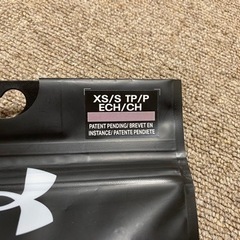 XS/S TP/P
ECH/CH
PATENT PENDING/ BREVET EN
INSTANCE/ PATENTE PENDIETE